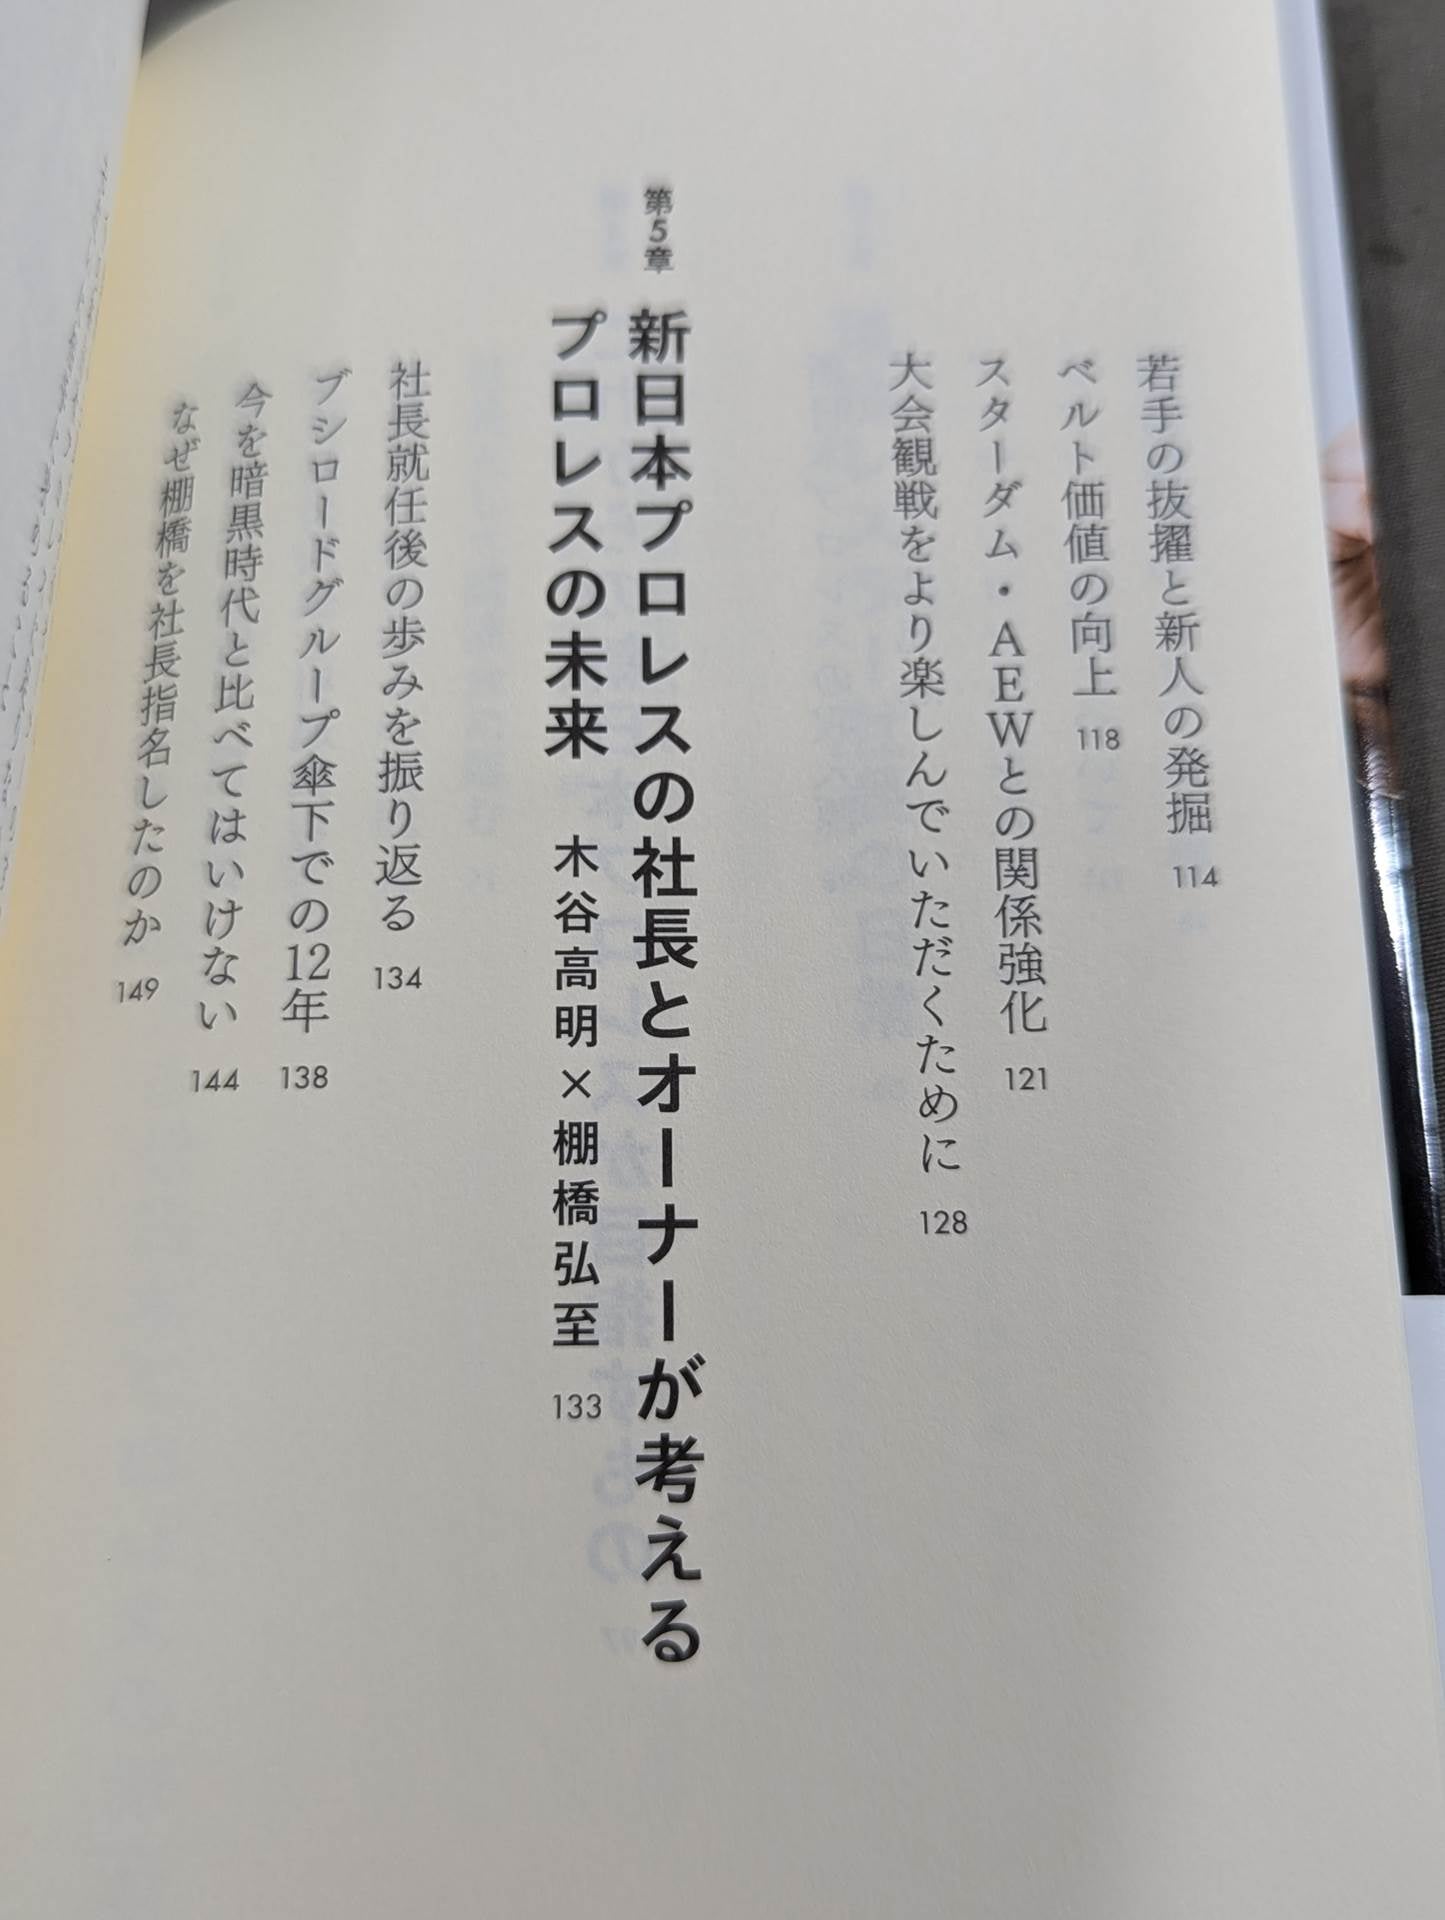 若手の抜擢と新人の発掘 114
ベルト価値の向上 118
スターダム・AEWとの関係強化 121
大会観戦をより楽しんでいただくために 128
第5章 新日本プロレスの社長とオーナーが考える
プロレスの未来 木谷高明×棚橋弘至 133
社長就任後の歩みを振り返る 134
ブシロードグループ傘下での12年 138
今を暗黒時代と比べてはいけない 144
なぜ棚橋を社長指名したのか 149